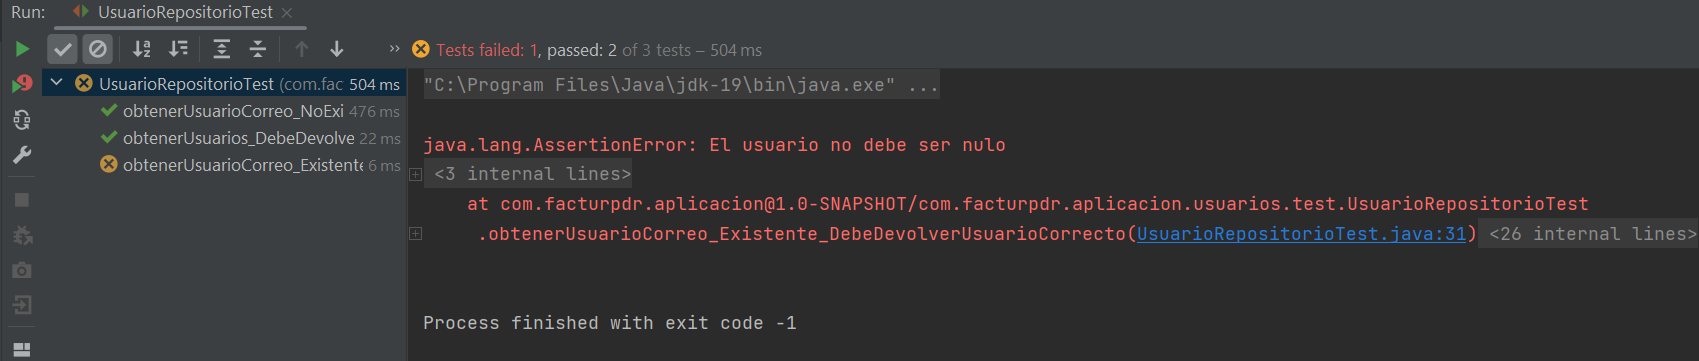 Run: UsuarioRepositorioTest
Tests failed: 1, passed: 2 of 3 tests – 504 ms
UsuarioRepositorioTest (com.fac 504 ms
obtenerUsuarioCorreo_NoExi 476 ms
obtenerUsuarios_DebeDevolve 22 ms
obtenerUsuarioCorreo_Existente 6 ms
"C:\Program Files\Java\jdk-19\bin\java.exe" ...
java.lang.AssertionError: El usuario no debe ser nulo
<3 internal lines>
at com.facturpdr.aplicacion@1.0-SNAPSHOT/com.facturpdr.aplicacion.usuarios.test.UsuarioRepositorioTest
.obtenerUsuarioCorreo_Existente_DebeDevolverUsuarioCorrecto(UsuarioRepositorioTest.java:31) <26 internal lines>
Process finished with exit code -1